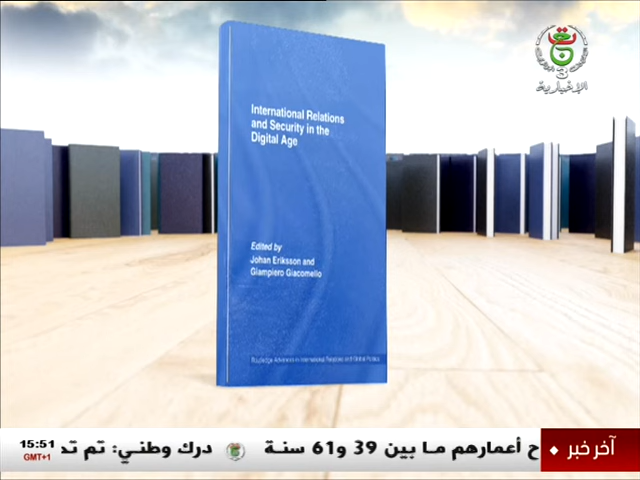 الإخبارية
International Relations
and Security in the
Digital Age
Edited by
Johan Eriksson and
Giampiero Giacomello
Routledge Advances in International Relations and Global Politics
آخر خبر
ح أعمارهم ما بين 39 و61 سنة
درك وطني: تم تد
15:51
GMT+1